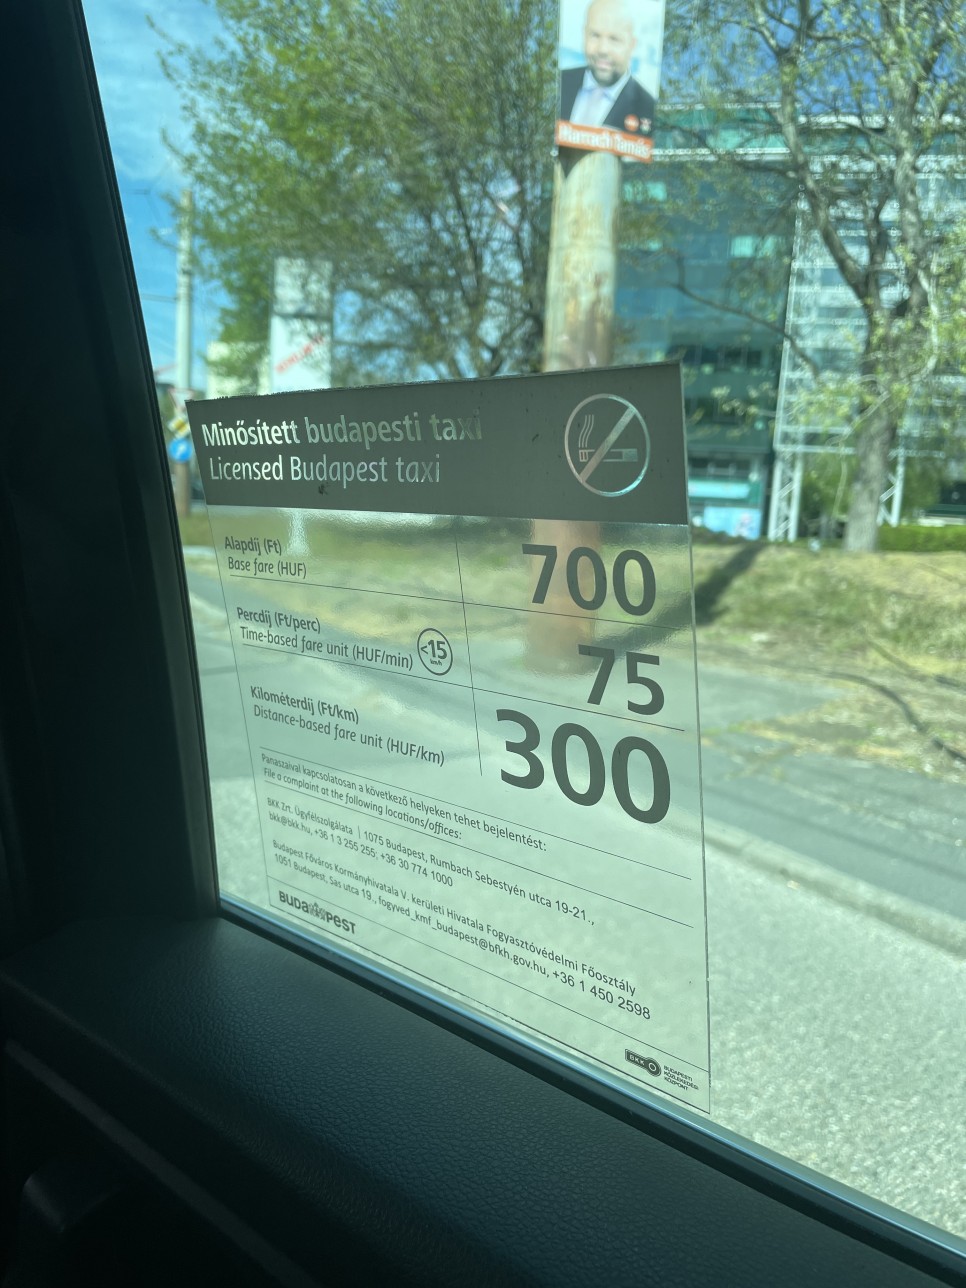 Minősített budapesti taxi
Licensed Budapest taxi
Alapdíj (Ft)
Base fare (HUF)
700
Percdíj (Ft/perc)
Time-based fare unit (HUF/min)
<15
km/h
75
Kilométerdíj (Ft/km)
Distance-based fare unit (HUF/km)
300
Panaszaival kapcsolatosan a következő helyeken tehet bejelentést:
File a complaint at the following locations/offices:
BKK Zrt. Ügyfélszolgálata | 1075 Budapest, Rumbach Sebestyén utca 19-21.,
bkk@bkk.hu, +36 1 3 255 255; +36 30 774 1000
Budapest Főváros Kormányhivatala V. kerületi Hivatala Fogyasztóvédelmi Főosztály
1051 Budapest, Sas utca 19., fogyved_kmf_budapest@bfkh.gov.hu, +36 1 450 2598
BUDAPEST
BKK
BUDAPESTI
KÖZLEKEDÉSI
KÖZPONT
Tamás